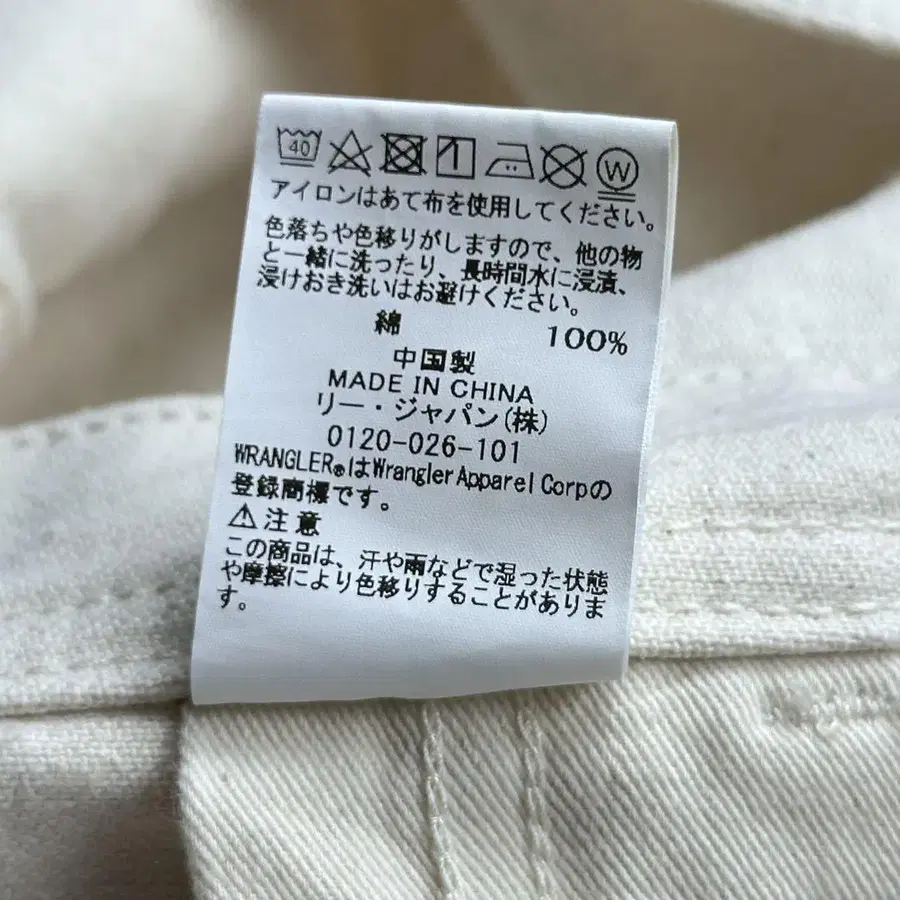 40 W
アイロンはあて布を使用してください。
色落ちや色移りがしますので、他の物
と一緒に洗ったり、長時間水に浸漬、
浸けおき洗いはお避けください。
綿 100%
中国製
MADE IN CHINA
リー・ジャパン(株)
0120-026-101
WRANGLER®はWrangler Apparel Corpの
登録商標です。
⚠注意
この商品は、汗や雨などで湿った状態
や摩擦により色移りすることがありま
す。